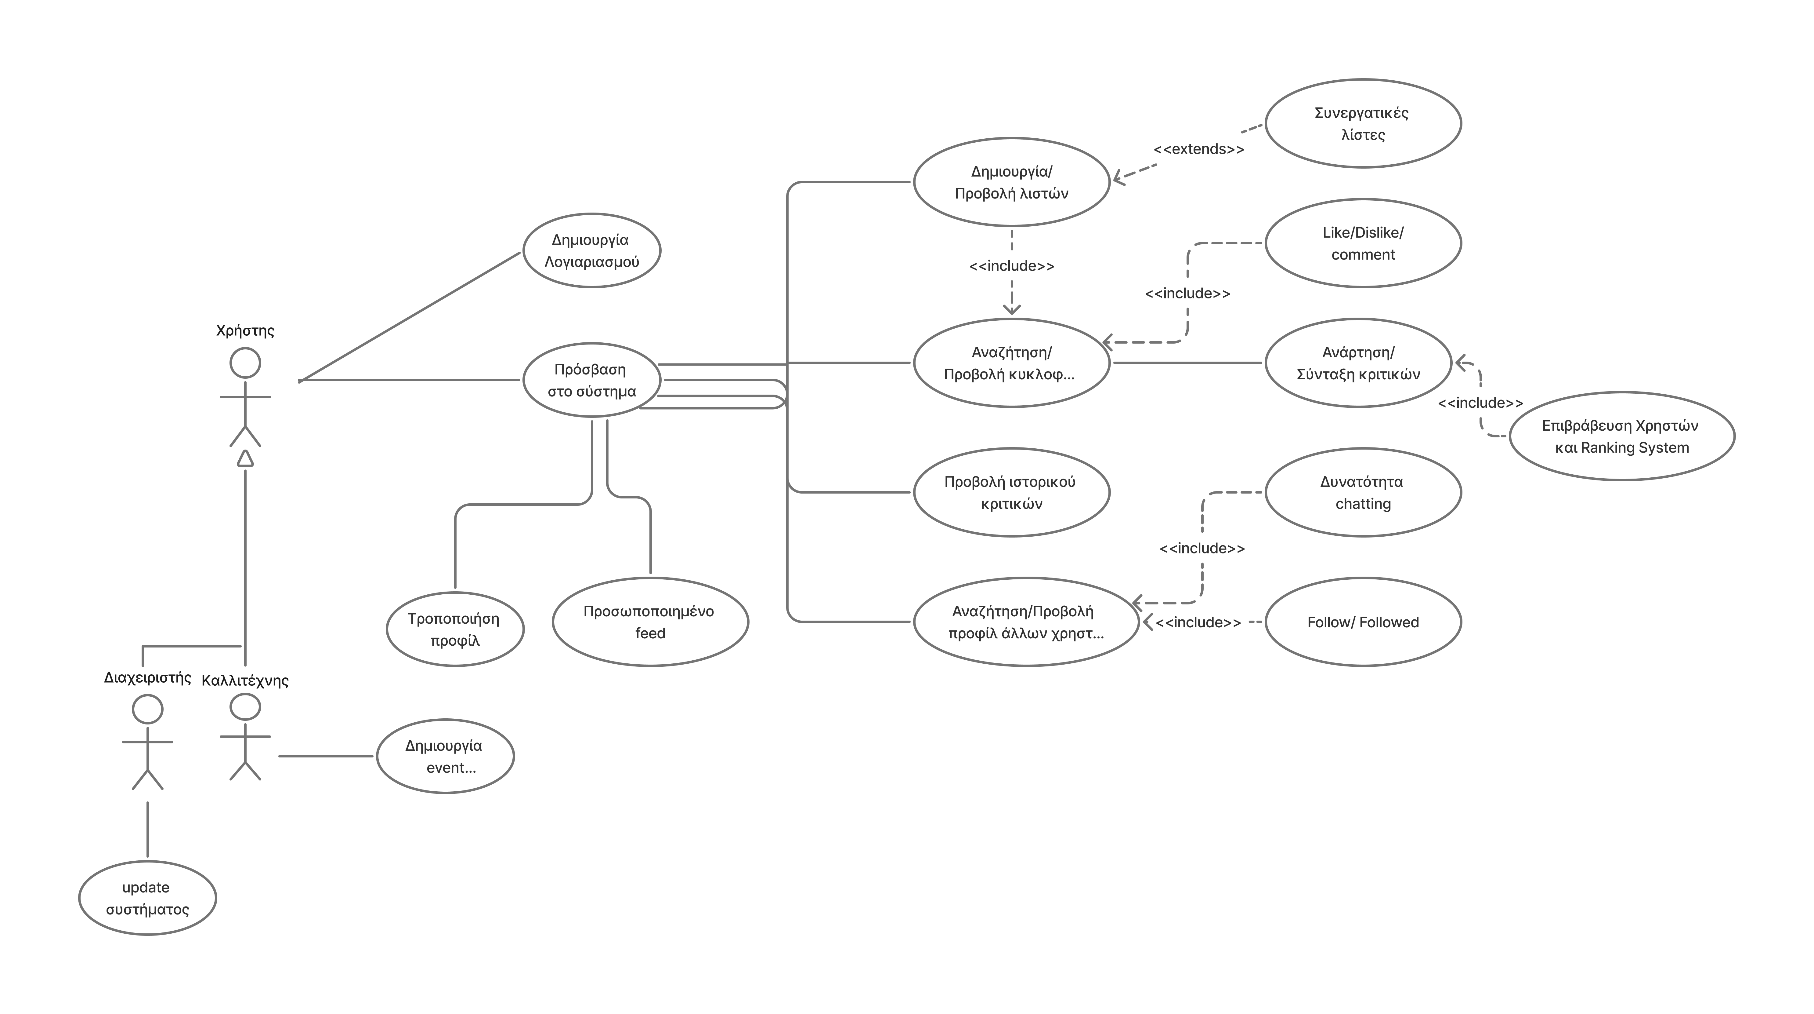 Συνεργατικές
λίστες
<<extends>>
Δημιουργία/
Προβολή λιστών
Like/Dislike/
comment
Δημιουργία
Λογιαριασμού
<<include>>
<<include>>
Χρήστης
Πρόσβαση
στο σύστημα
Αναζήτηση/
Προβολή κυκλοφ...
Ανάρτηση/
Σύνταξη κριτικών
<<include>>
Επιβράβευση Χρηστών
και Ranking System
Προβολή ιστορικού
κριτικών
Δυνατότητα
chatting
<<include>>
Τροποποιήση
προφίλ
Προσωποποιημένο
feed
Αναζήτηση/Προβολή
προφίλ άλλων χρηστ...
<<include>>
Follow/ Followed
Διαχειριστής
Καλλιτέχνης
Δημιουργία
event...
update
συστήματος